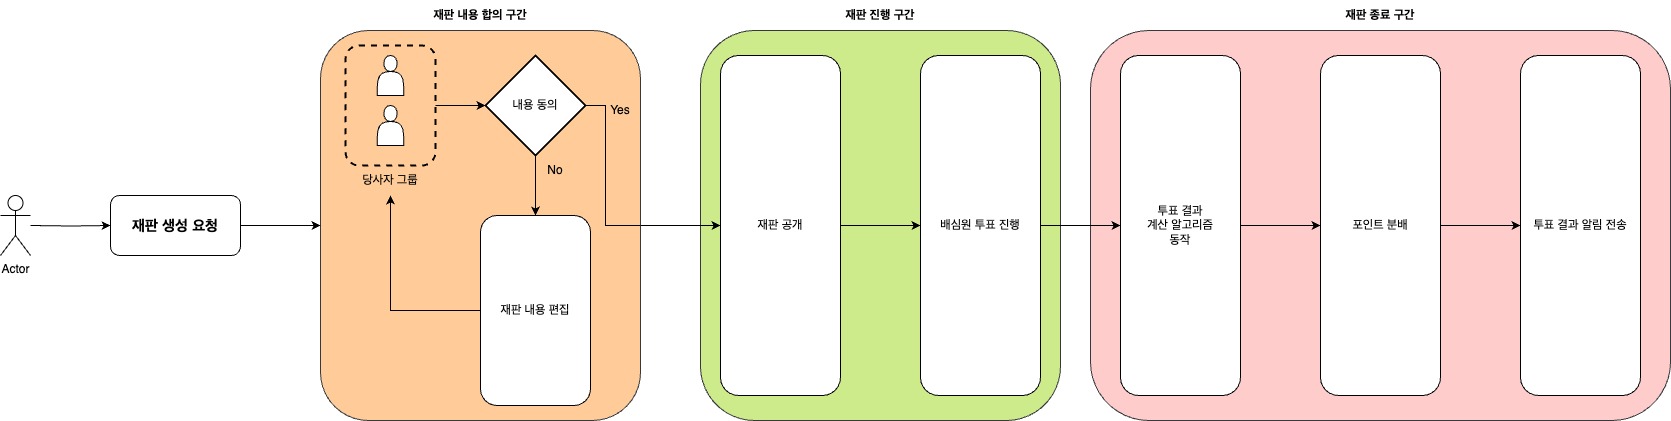 재판 내용 합의 구간
재판 진행 구간
재판 종료 구간
Actor
재판 생성 요청
당사자 그룹
내용 동의
Yes
No
재판 내용 편집
재판 공개
배심원 투표 진행
투표 결과
계산 알고리즘
동작
포인트 분배
투표 결과 알림 전송